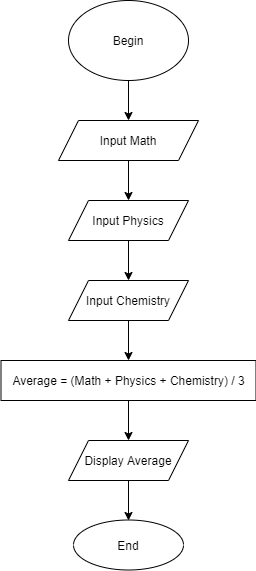 Begin
Input Math
Input Physics
Input Chemistry
Average = (Math + Physics + Chemistry) / 3
Display Average
End